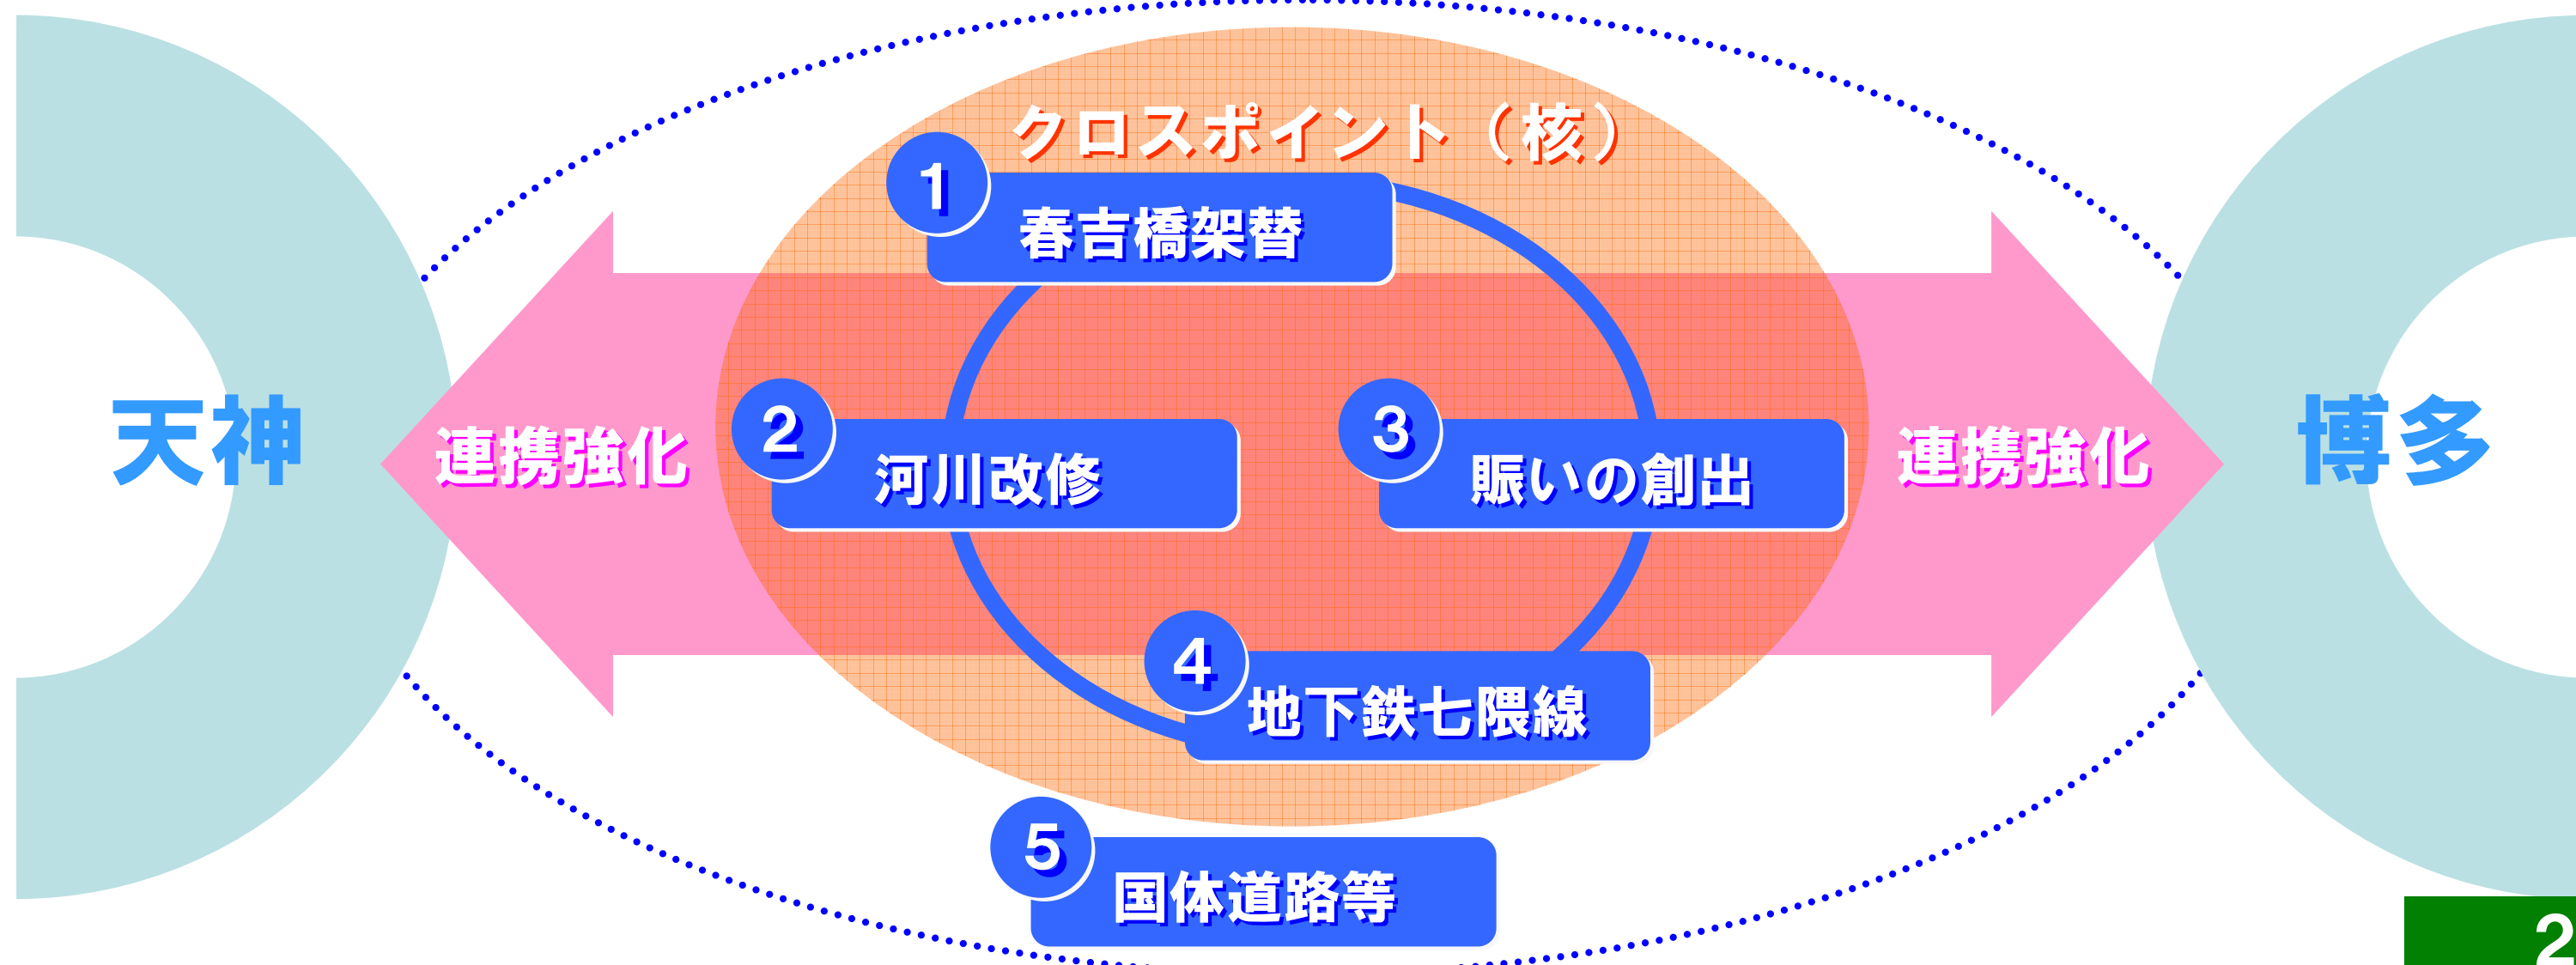 クロスポイント（核）
1
春吉橋架替
天神
連携強化
2
河川改修
3
賑いの創出
連携強化
博多
4
地下鉄七隈線
5
国体道路等
2